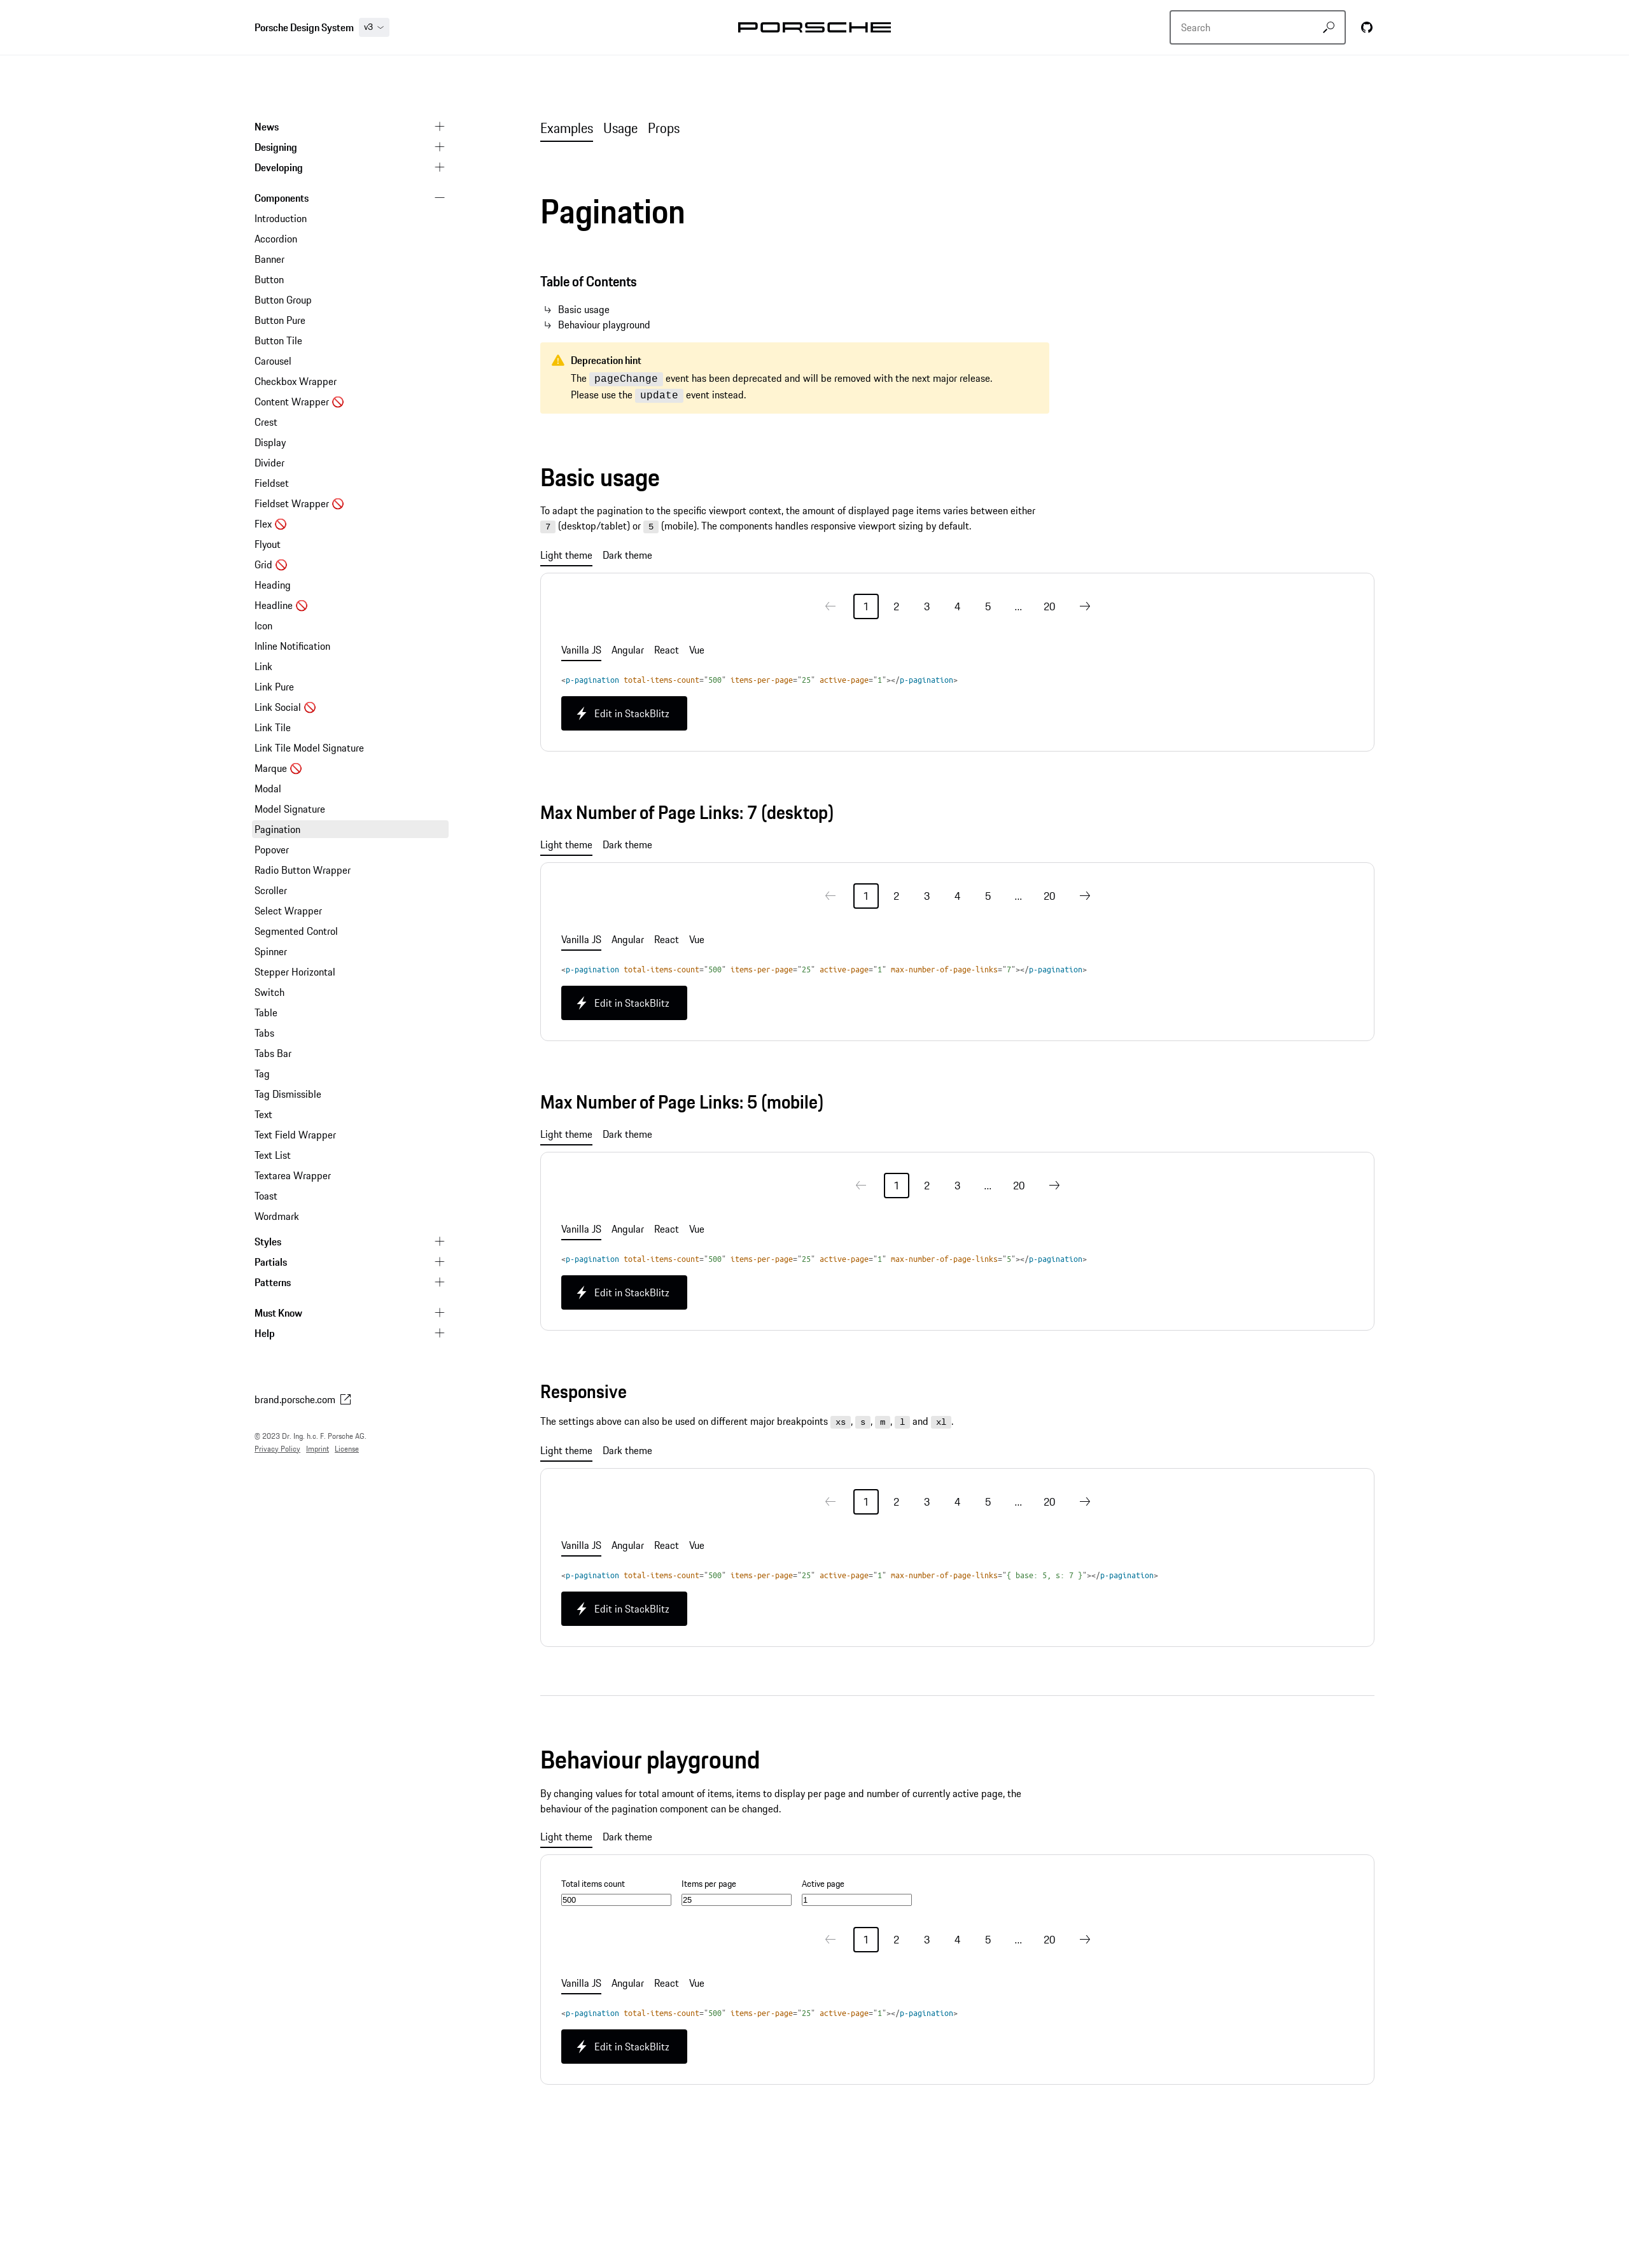 Porsche Design System v3
PORSCHE
Search
News
Designing
Developing
Components
Introduction
Accordion
Banner
Button
Button Group
Button Pure
Button Tile
Carousel
Checkbox Wrapper
Content Wrapper 🚫
Crest
Display
Divider
Fieldset
Fieldset Wrapper 🚫
Flex 🚫
Flyout
Grid 🚫
Heading
Headline 🚫
Icon
Inline Notification
Link
Link Pure
Link Social 🚫
Link Tile
Link Tile Model Signature
Marque 🚫
Modal
Model Signature
Pagination
Popover
Radio Button Wrapper
Scroller
Select Wrapper
Segmented Control
Spinner
Stepper Horizontal
Switch
Table
Tabs
Tabs Bar
Tag
Tag Dismissible
Text
Text Field Wrapper
Text List
Textarea Wrapper
Toast
Wordmark
Styles
Partials
Patterns
Must Know
Help
brand.porsche.com
© 2023 Dr. Ing. h.c. F. Porsche AG.
Privacy Policy Imprint License
Examples Usage Props
Pagination
Table of Contents
Basic usage
Behaviour playground
Deprecation hint
The pageChange event has been deprecated and will be removed with the next major release.
Please use the update event instead.
Basic usage
To adapt the pagination to the specific viewport context, the amount of displayed page items varies between either
7 (desktop/tablet) or 5 (mobile). The components handles responsive viewport sizing by default.
Light theme Dark theme
1 2 3 4 5 ... 20
Vanilla JS Angular React Vue
<p-pagination total-items-count="500" items-per-page="25" active-page="1"></p-pagination>
Edit in StackBlitz
Max Number of Page Links: 7 (desktop)
Light theme Dark theme
1 2 3 4 5 ... 20
Vanilla JS Angular React Vue
<p-pagination total-items-count="500" items-per-page="25" active-page="1" max-number-of-page-links="7"></p-pagination>
Edit in StackBlitz
Max Number of Page Links: 5 (mobile)
Light theme Dark theme
1 2 3 ... 20
Vanilla JS Angular React Vue
<p-pagination total-items-count="500" items-per-page="25" active-page="1" max-number-of-page-links="5"></p-pagination>
Edit in StackBlitz
Responsive
The settings above can also be used on different major breakpoints xs, s, m, l and xl.
Light theme Dark theme
1 2 3 4 5 ... 20
Vanilla JS Angular React Vue
<p-pagination total-items-count="500" items-per-page="25" active-page="1" max-number-of-page-links="{ base: 5, s: 7 }"></p-pagination>
Edit in StackBlitz
Behaviour playground
By changing values for total amount of items, items to display per page and number of currently active page, the
behaviour of the pagination component can be changed.
Light theme Dark theme
Total items count Items per page Active page
500 25 1
1 2 3 4 5 ... 20
Vanilla JS Angular React Vue
<p-pagination total-items-count="500" items-per-page="25" active-page="1"></p-pagination>
Edit in StackBlitz